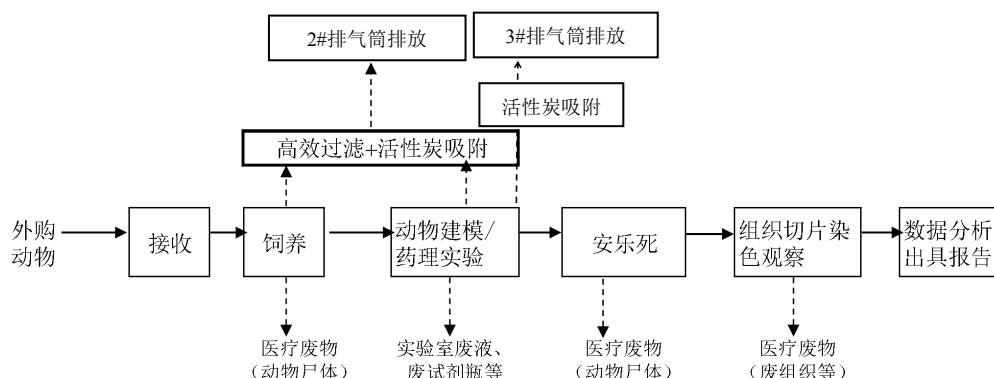 2#排气筒排放
3#排气筒排放
活性炭吸附
高效过滤+活性炭吸附
外购
动物
接收
饲养
动物建模/
药理实验
安乐死
组织切片染
色观察
数据分析
出具报告
医疗废物
（动物尸体）
实验室废液、
废试剂瓶等
医疗废物
（动物尸体）
医疗废物
（废组织等）